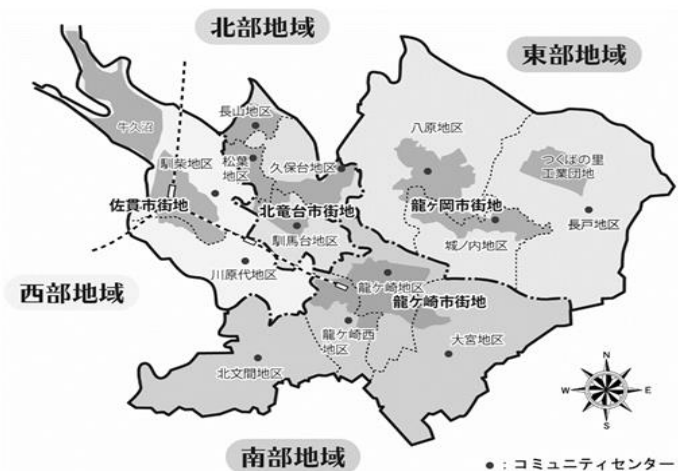 北部地域
東部地域
牛久沼
長山地区
八原地区
馴柴地区
松葉
地区
久保台地区
つくばの里
工業団地
佐貫市街地
北竜台市街地
龍ヶ岡市街地
長戸地区
馴馬台地区
城ノ内地区
川原代地区
龍ケ崎地区
西部地域
龍ケ崎市街地
龍ケ崎西
地区
大宮地区
北文間地区
N
W
E
S
南部地域
●：コミュニティセンター